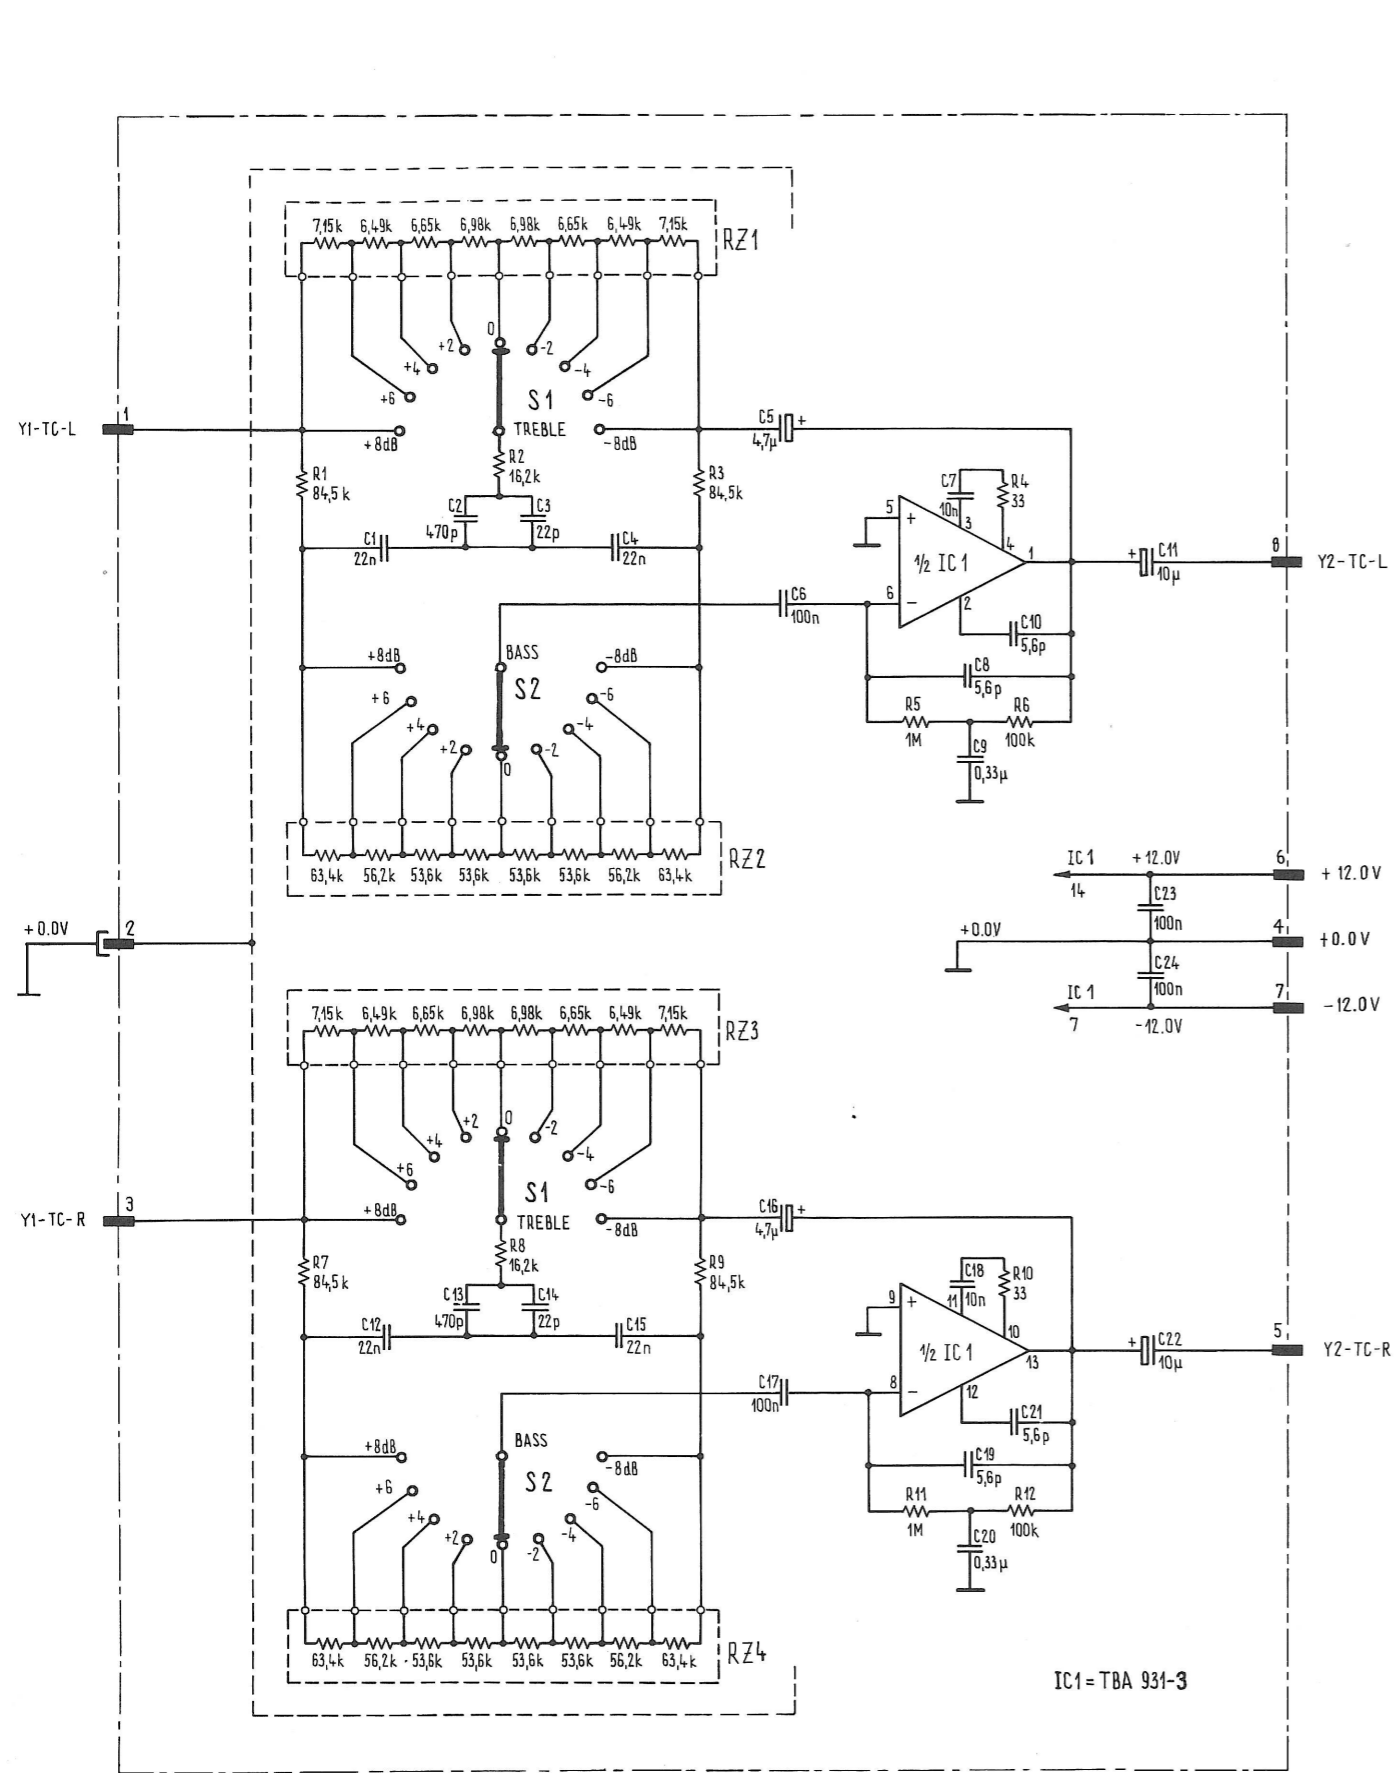 7,15k 6,49k 6,65k 6,98k 6,98k 6,65k 6,49k 7,15k
RZ1
0
+2 -2
+4 -4
+6 S1 -6
Y1-TC-L 1 +8dB TREBLE -8dB C5 + 4,7µ
R1 84,5k
R2 16,2k
R3 84,5k
C2 470p
C3 22p
C1 22n
C4 22n
C7 10n
R4 33
5 + 3 4
½ IC1 1
6 - 2
+ C11 10µ
8 Y2-TC-L
C6 100n
C10 5,6p
C8 5,6p
R5 1M
R6 100k
C9 0,33µ
+8dB BASS -8dB
+6 S2 -6
+4 -4
+2 0 -2
63,4k 56,2k 53,6k 53,6k 53,6k 53,6k 56,2k 63,4k
RZ2
IC1 +12.0V 6 +12.0V
14
C23 100n
+0.0V 2
+0.0V 4 +0.0V
C24 100n
IC1 7 -12.0V
7 -12.0V
7,15k 6,49k 6,65k 6,98k 6,98k 6,65k 6,49k 7,15k
RZ3
0
+2 -2
+4 -4
+6 S1 -6
Y1-TC-R 3 +8dB TREBLE -8dB C16 + 4,7µ
R7 84,5k
R8 16,2k
R9 84,5k
C13 470p
C14 22p
C12 22n
C15 22n
C18 10n
R10 33
9 + 11 10
½ IC1 13
8 - 12
+ C22 10µ
5 Y2-TC-R
C17 100n
C21 5,6p
C19 5,6p
R11 1M
R12 100k
C20 0,33µ
+8dB BASS -8dB
+6 S2 -6
+4 -4
+2 0 -2
63,4k 56,2k 53,6k 53,6k 53,6k 53,6k 56,2k 63,4k
RZ4
IC1 = TBA 931-3